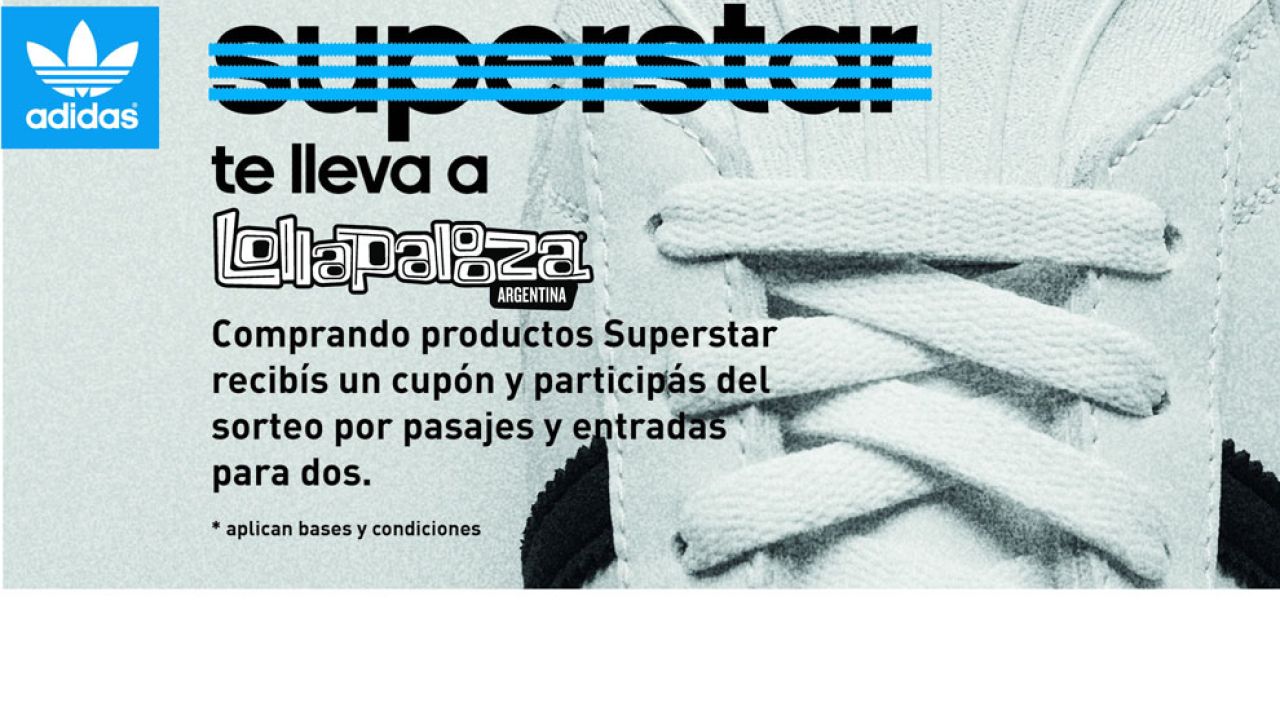 adidas
superstar
te lleva a
Lollapalooza
ARGENTINA
Comprando productos Superstar
recibís un cupón y participás del
sorteo por pasajes y entradas
para dos.
* aplican bases y condiciones